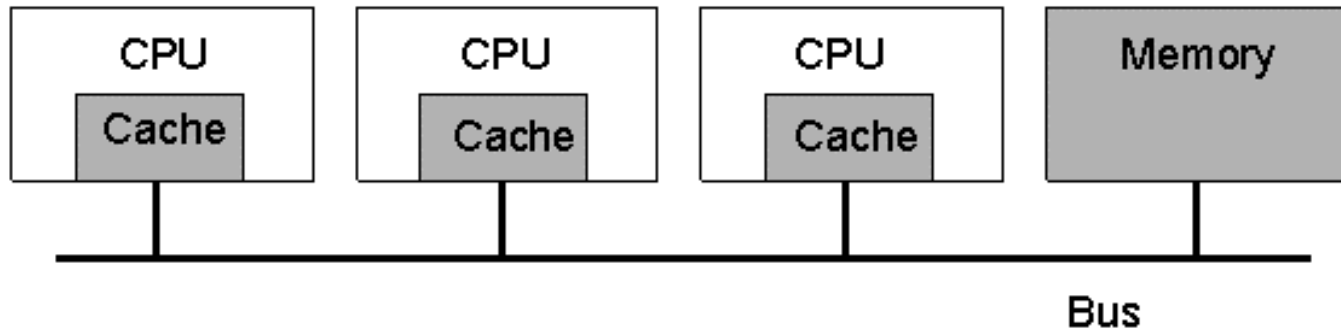 CPU
Cache
CPU
Cache
CPU
Cache
Memory
Bus